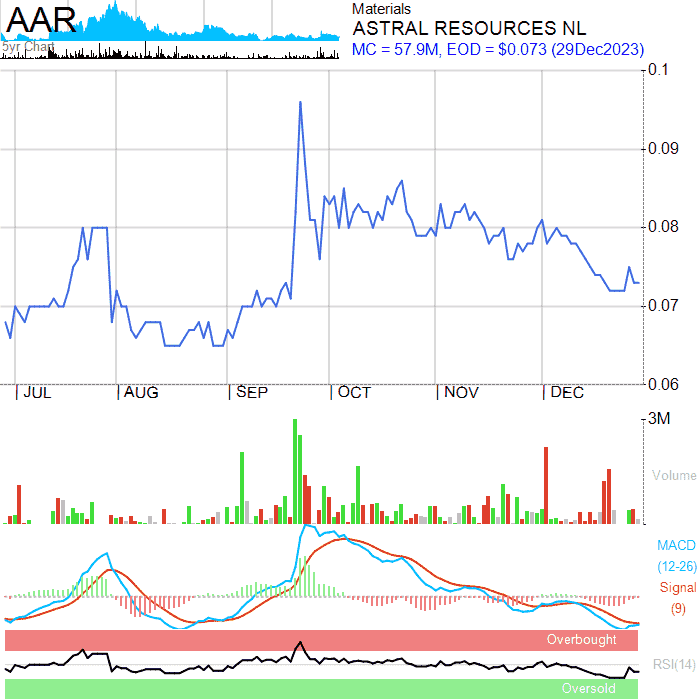 AAR
5yr Chart
Materials
ASTRAL RESOURCES NL
MC = 57.9M, EOD = $0.073 (29Dec2023)
0.1
0.09
0.08
0.07
0.06
JUL AUG SEP OCT NOV DEC
3M
Volume
MACD
(12-26)
Signal
(9)
Overbought
RSI(14)
Oversold